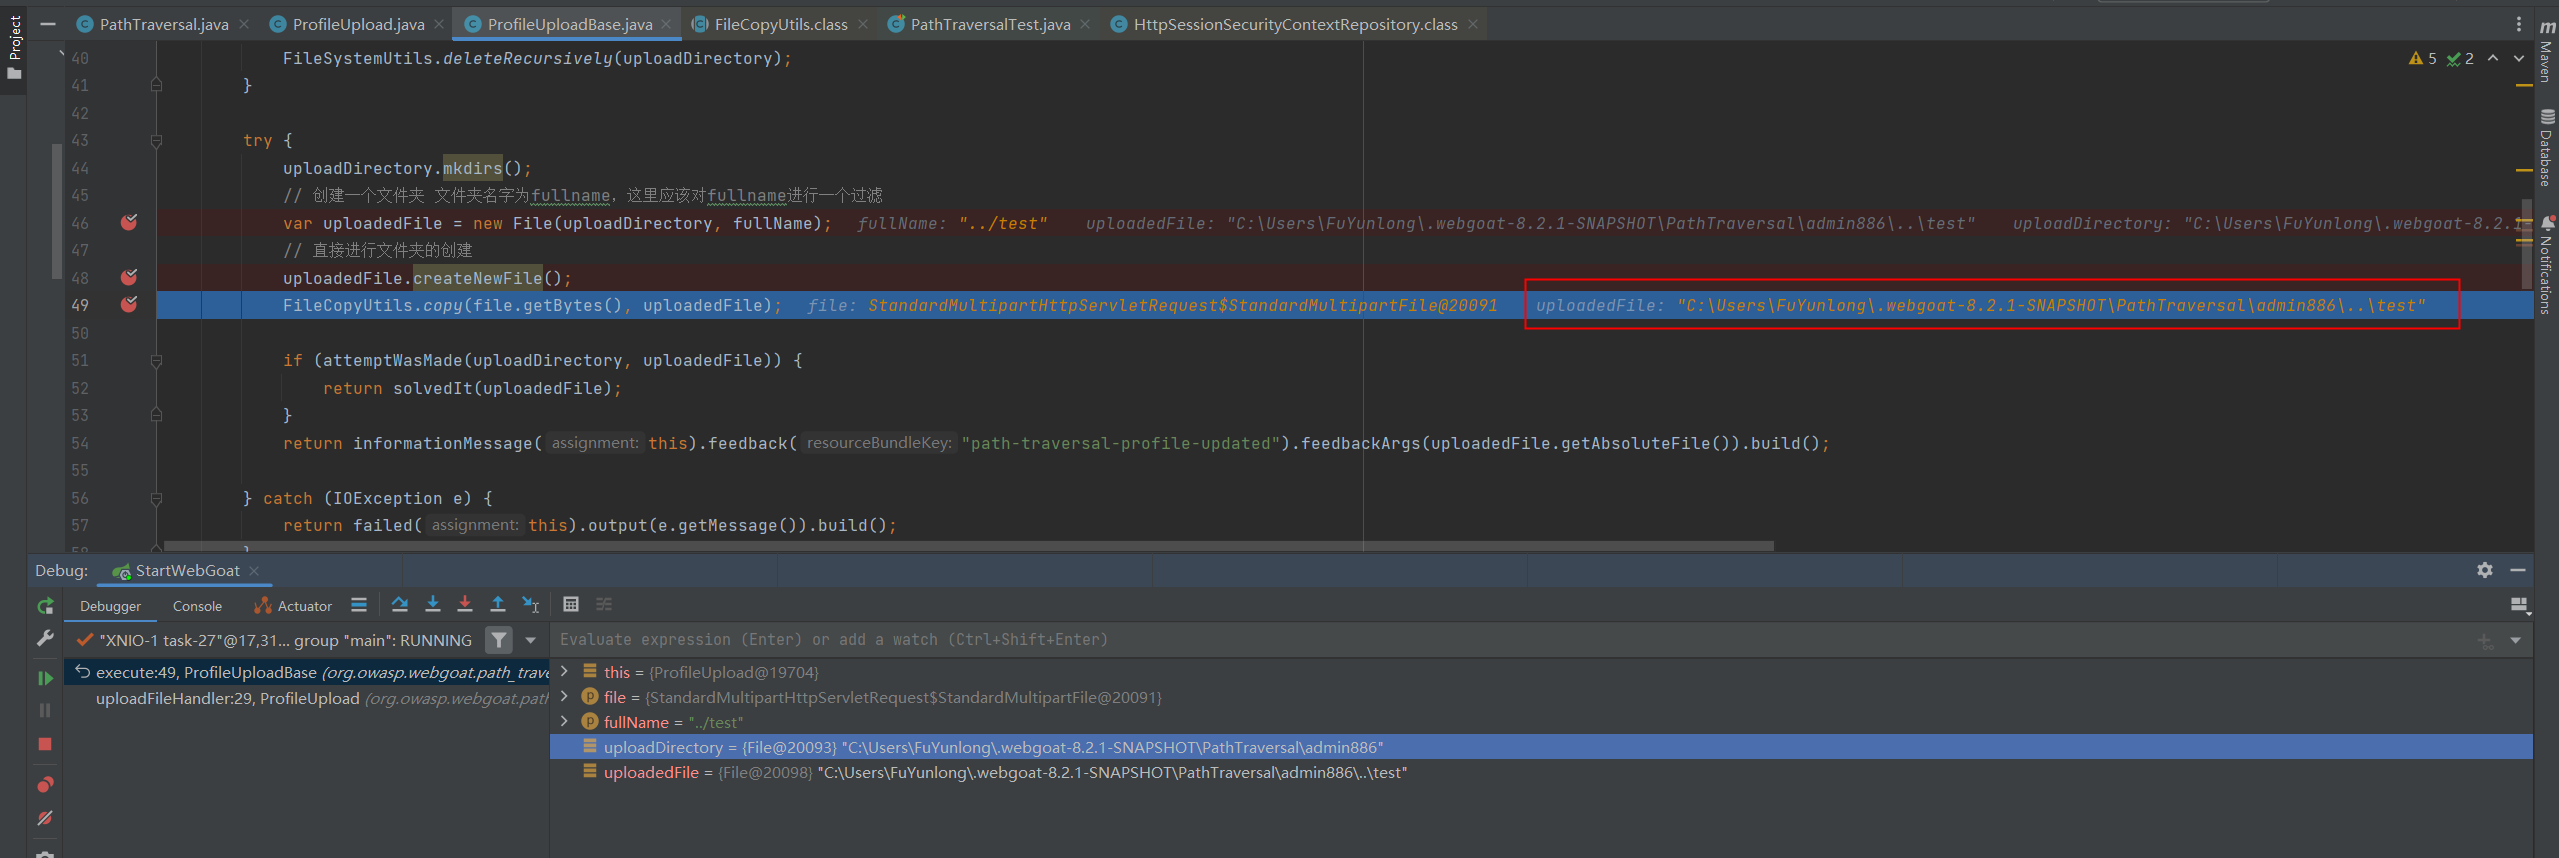 Project
PathTraversal.java ProfileUpload.java ProfileUploadBase.java FileCopyUtils.class PathTraversalTest.java HttpSessionSecurityContextRepository.class
40 FileSystemUtils.deleteRecursively(uploadDirectory); 5 2
41 }
42
43 try {
44 uploadDirectory.mkdirs();
45 // 创建一个文件夹 文件夹名字为fullname，这里应该对fullname进行一个过滤
46 var uploadedFile = new File(uploadDirectory, fullName); fullName: "../test" uploadedFile: "C:\Users\FuYunlong\.webgoat-8.2.1-SNAPSHOT\PathTraversal\admin886\..\test" uploadDirectory: "C:\Users\FuYunlong\.webgoat-8.2.1-
47 // 直接进行文件夹的创建
48 uploadedFile.createNewFile();
49 FileCopyUtils.copy(file.getBytes(), uploadedFile); file: StandardMultipartHttpServletRequest$StandardMultipartFile@20091 uploadedFile: "C:\Users\FuYunlong\.webgoat-8.2.1-SNAPSHOT\PathTraversal\admin886\..\test"
50
51 if (attemptWasMade(uploadDirectory, uploadedFile)) {
52 return solvedIt(uploadedFile);
53 }
54 return informationMessage( assignment: this).feedback( resourceBundleKey: "path-traversal-profile-updated").feedbackArgs(uploadedFile.getAbsoluteFile()).build();
55
56 } catch (IOException e) {
57 return failed( assignment: this).output(e.getMessage()).build();
58 }
Maven
Database
Notifications
Debug: StartWebGoat
Debugger Console Actuator
"XNIO-1 task-27"@17,31... group "main": RUNNING
execute:49, ProfileUploadBase (org.owasp.webgoat.path_trave
uploadFileHandler:29, ProfileUpload (org.owasp.webgoat.path
Evaluate expression (Enter) or add a watch (Ctrl+Shift+Enter)
this = {ProfileUpload@19704}
file = {StandardMultipartHttpServletRequest$StandardMultipartFile@20091}
fullName = "../test"
uploadDirectory = {File@20093} "C:\Users\FuYunlong\.webgoat-8.2.1-SNAPSHOT\PathTraversal\admin886"
uploadedFile = {File@20098} "C:\Users\FuYunlong\.webgoat-8.2.1-SNAPSHOT\PathTraversal\admin886\..\test"